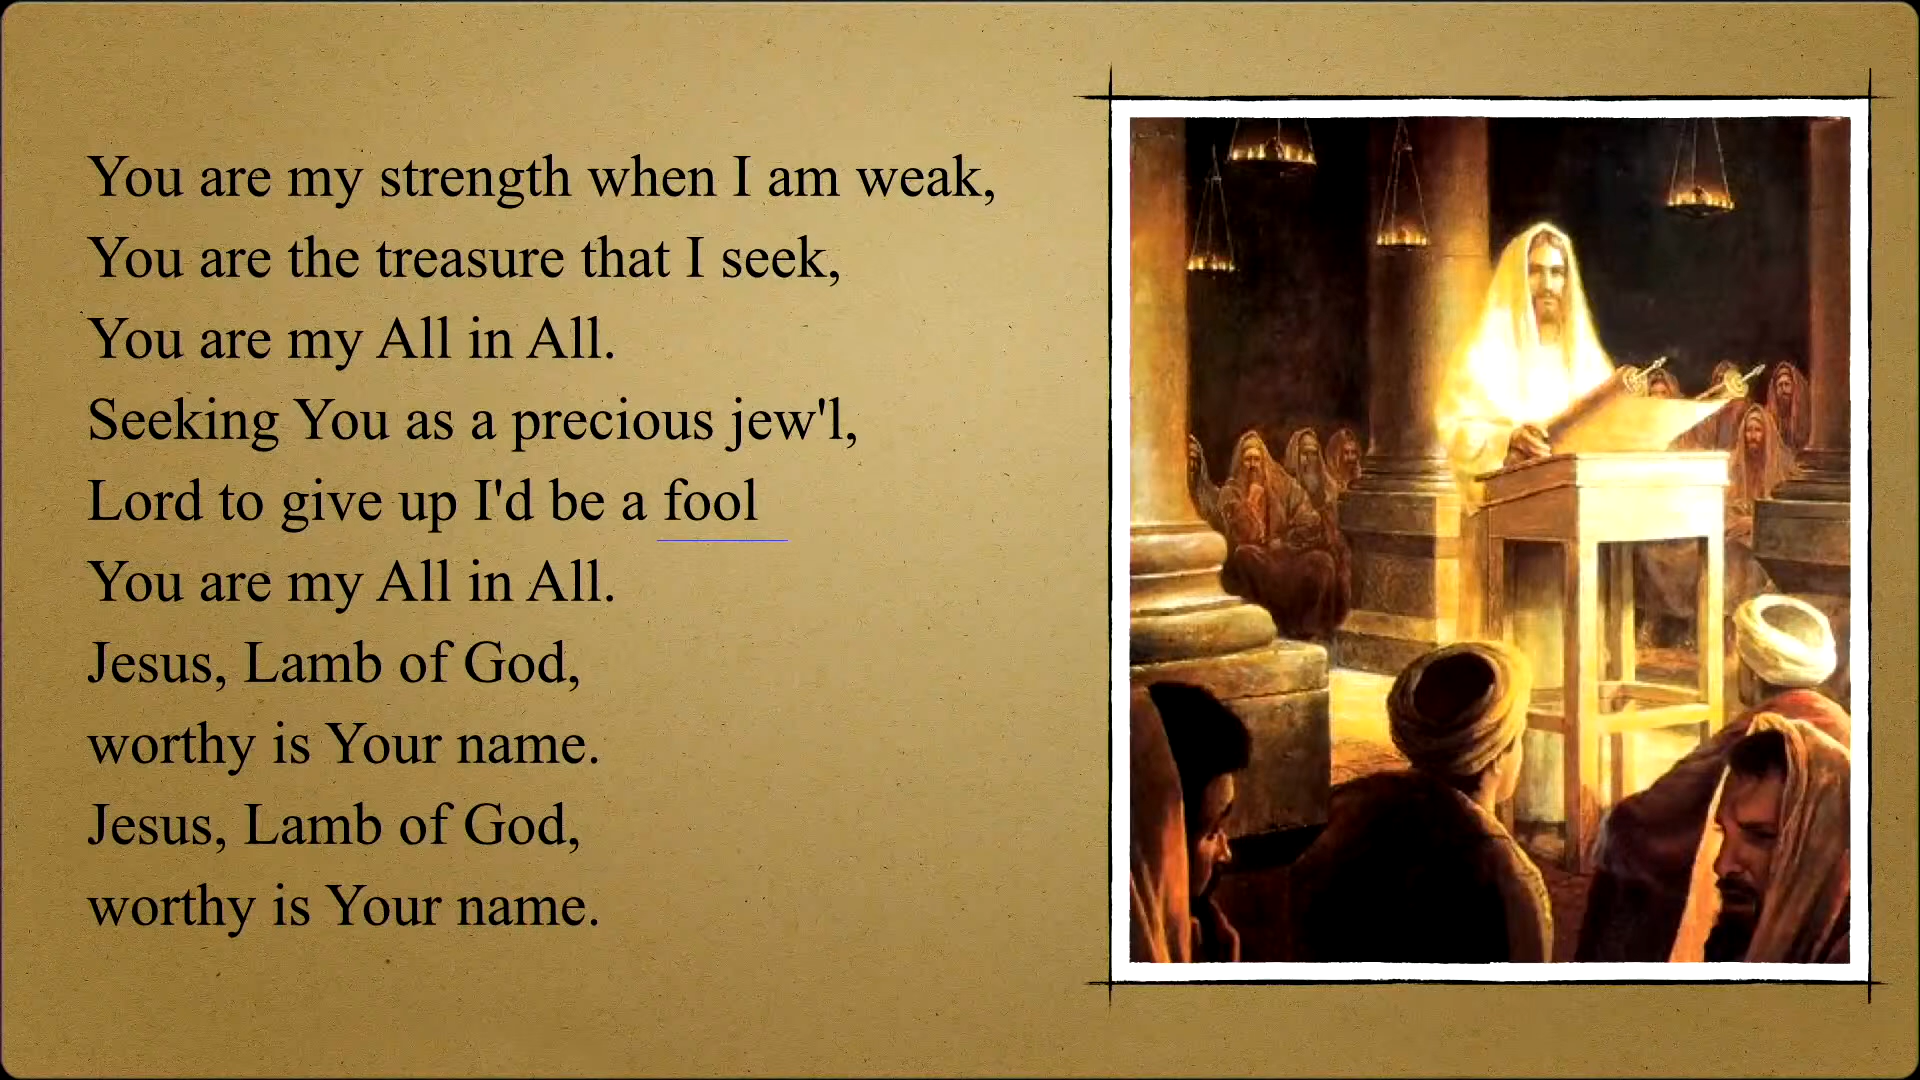 You are my strength when I am weak,
You are the treasure that I seek,
You are my All in All.
Seeking You as a precious jew'l,
Lord to give up I'd be a fool
You are my All in All.
Jesus, Lamb of God,
worthy is Your name.
Jesus, Lamb of God,
worthy is Your name.